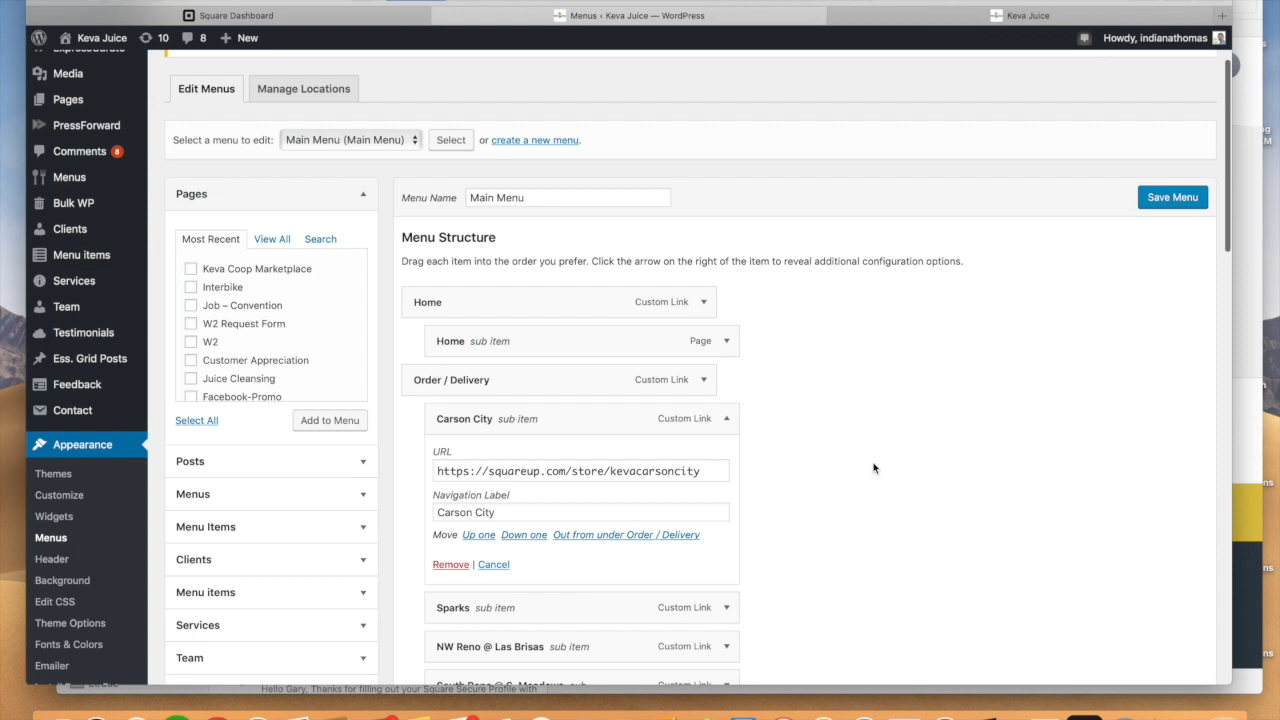 Square Dashboard
Menus ‹ Keva Juice — WordPress
Keva Juice
Keva Juice
10
8
New
Howdy, indianathomas
Media
Pages
PressForward
Comments 8
Menus
Bulk WP
Clients
Menu items
Services
Team
Testimonials
Ess. Grid Posts
Feedback
Contact
Appearance
Themes
Customize
Widgets
Menus
Header
Background
Edit CSS
Theme Options
Fonts & Colors
Emailer
Edit Menus
Manage Locations
Select a menu to edit: Main Menu (Main Menu) Select or create a new menu.
Pages
Most Recent View All Search
Keva Coop Marketplace
Interbike
Job – Convention
W2 Request Form
W2
Customer Appreciation
Juice Cleansing
Facebook-Promo
Select All
Add to Menu
Posts
Menus
Menu Items
Clients
Menu items
Services
Team
Menu Name Main Menu
Save Menu
Menu Structure
Drag each item into the order you prefer. Click the arrow on the right of the item to reveal additional configuration options.
Home Custom Link
Home sub item Page
Order / Delivery Custom Link
Carson City sub item Custom Link
URL
https://squareup.com/store/kevacarsoncity
Navigation Label
Carson City
Move Up one Down one Out from under Order / Delivery
Remove | Cancel
Sparks sub item Custom Link
NW Reno @ Las Brisas sub item Custom Link
South Reno @ S. Meadows sub Custom Link
Hello Gary, Thanks for filling out your Square Secure Profile with